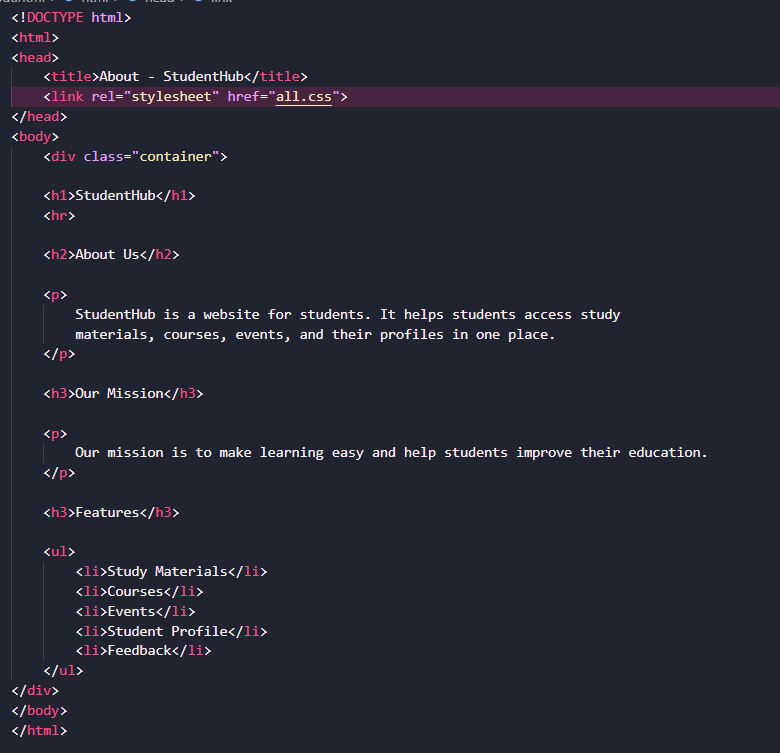 <!DOCTYPE html>
<html>
<head>
    <title>About - StudentHub</title>
    <link rel="stylesheet" href="all.css">
</head>
<body>
    <div class="container">

    <h1>StudentHub</h1>
    <hr>

    <h2>About Us</h2>

    <p>
        StudentHub is a website for students. It helps students access study
        materials, courses, events, and their profiles in one place.
    </p>

    <h3>Our Mission</h3>

    <p>
        Our mission is to make learning easy and help students improve their education.
    </p>

    <h3>Features</h3>

    <ul>
        <li>Study Materials</li>
        <li>Courses</li>
        <li>Events</li>
        <li>Student Profile</li>
        <li>Feedback</li>
    </ul>
</div>
</body>
</html>